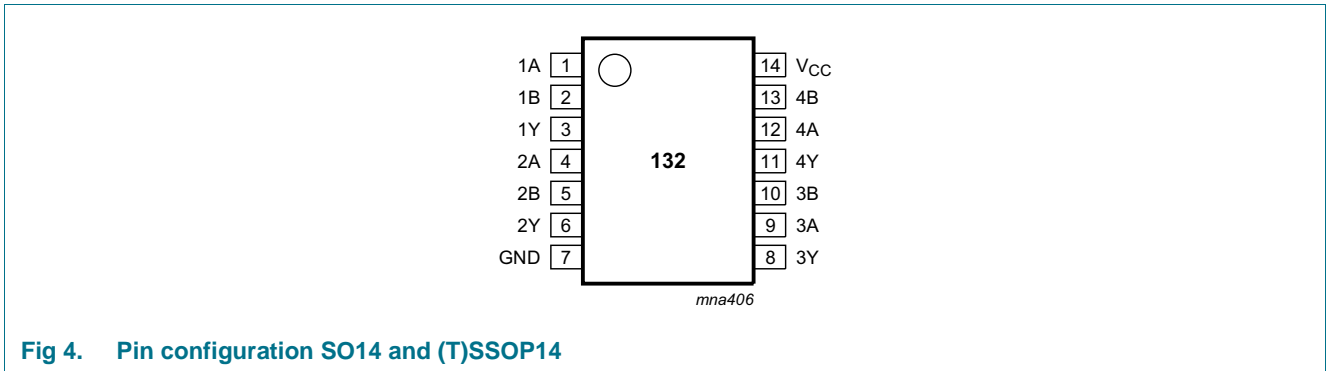 1A 1 14 VCC
1B 2 13 4B
1Y 3 12 4A
2A 4 132 11 4Y
2B 5 10 3B
2Y 6 9 3A
GND 7 8 3Y
mna406
Fig 4. Pin configuration SO14 and (T)SSOP14